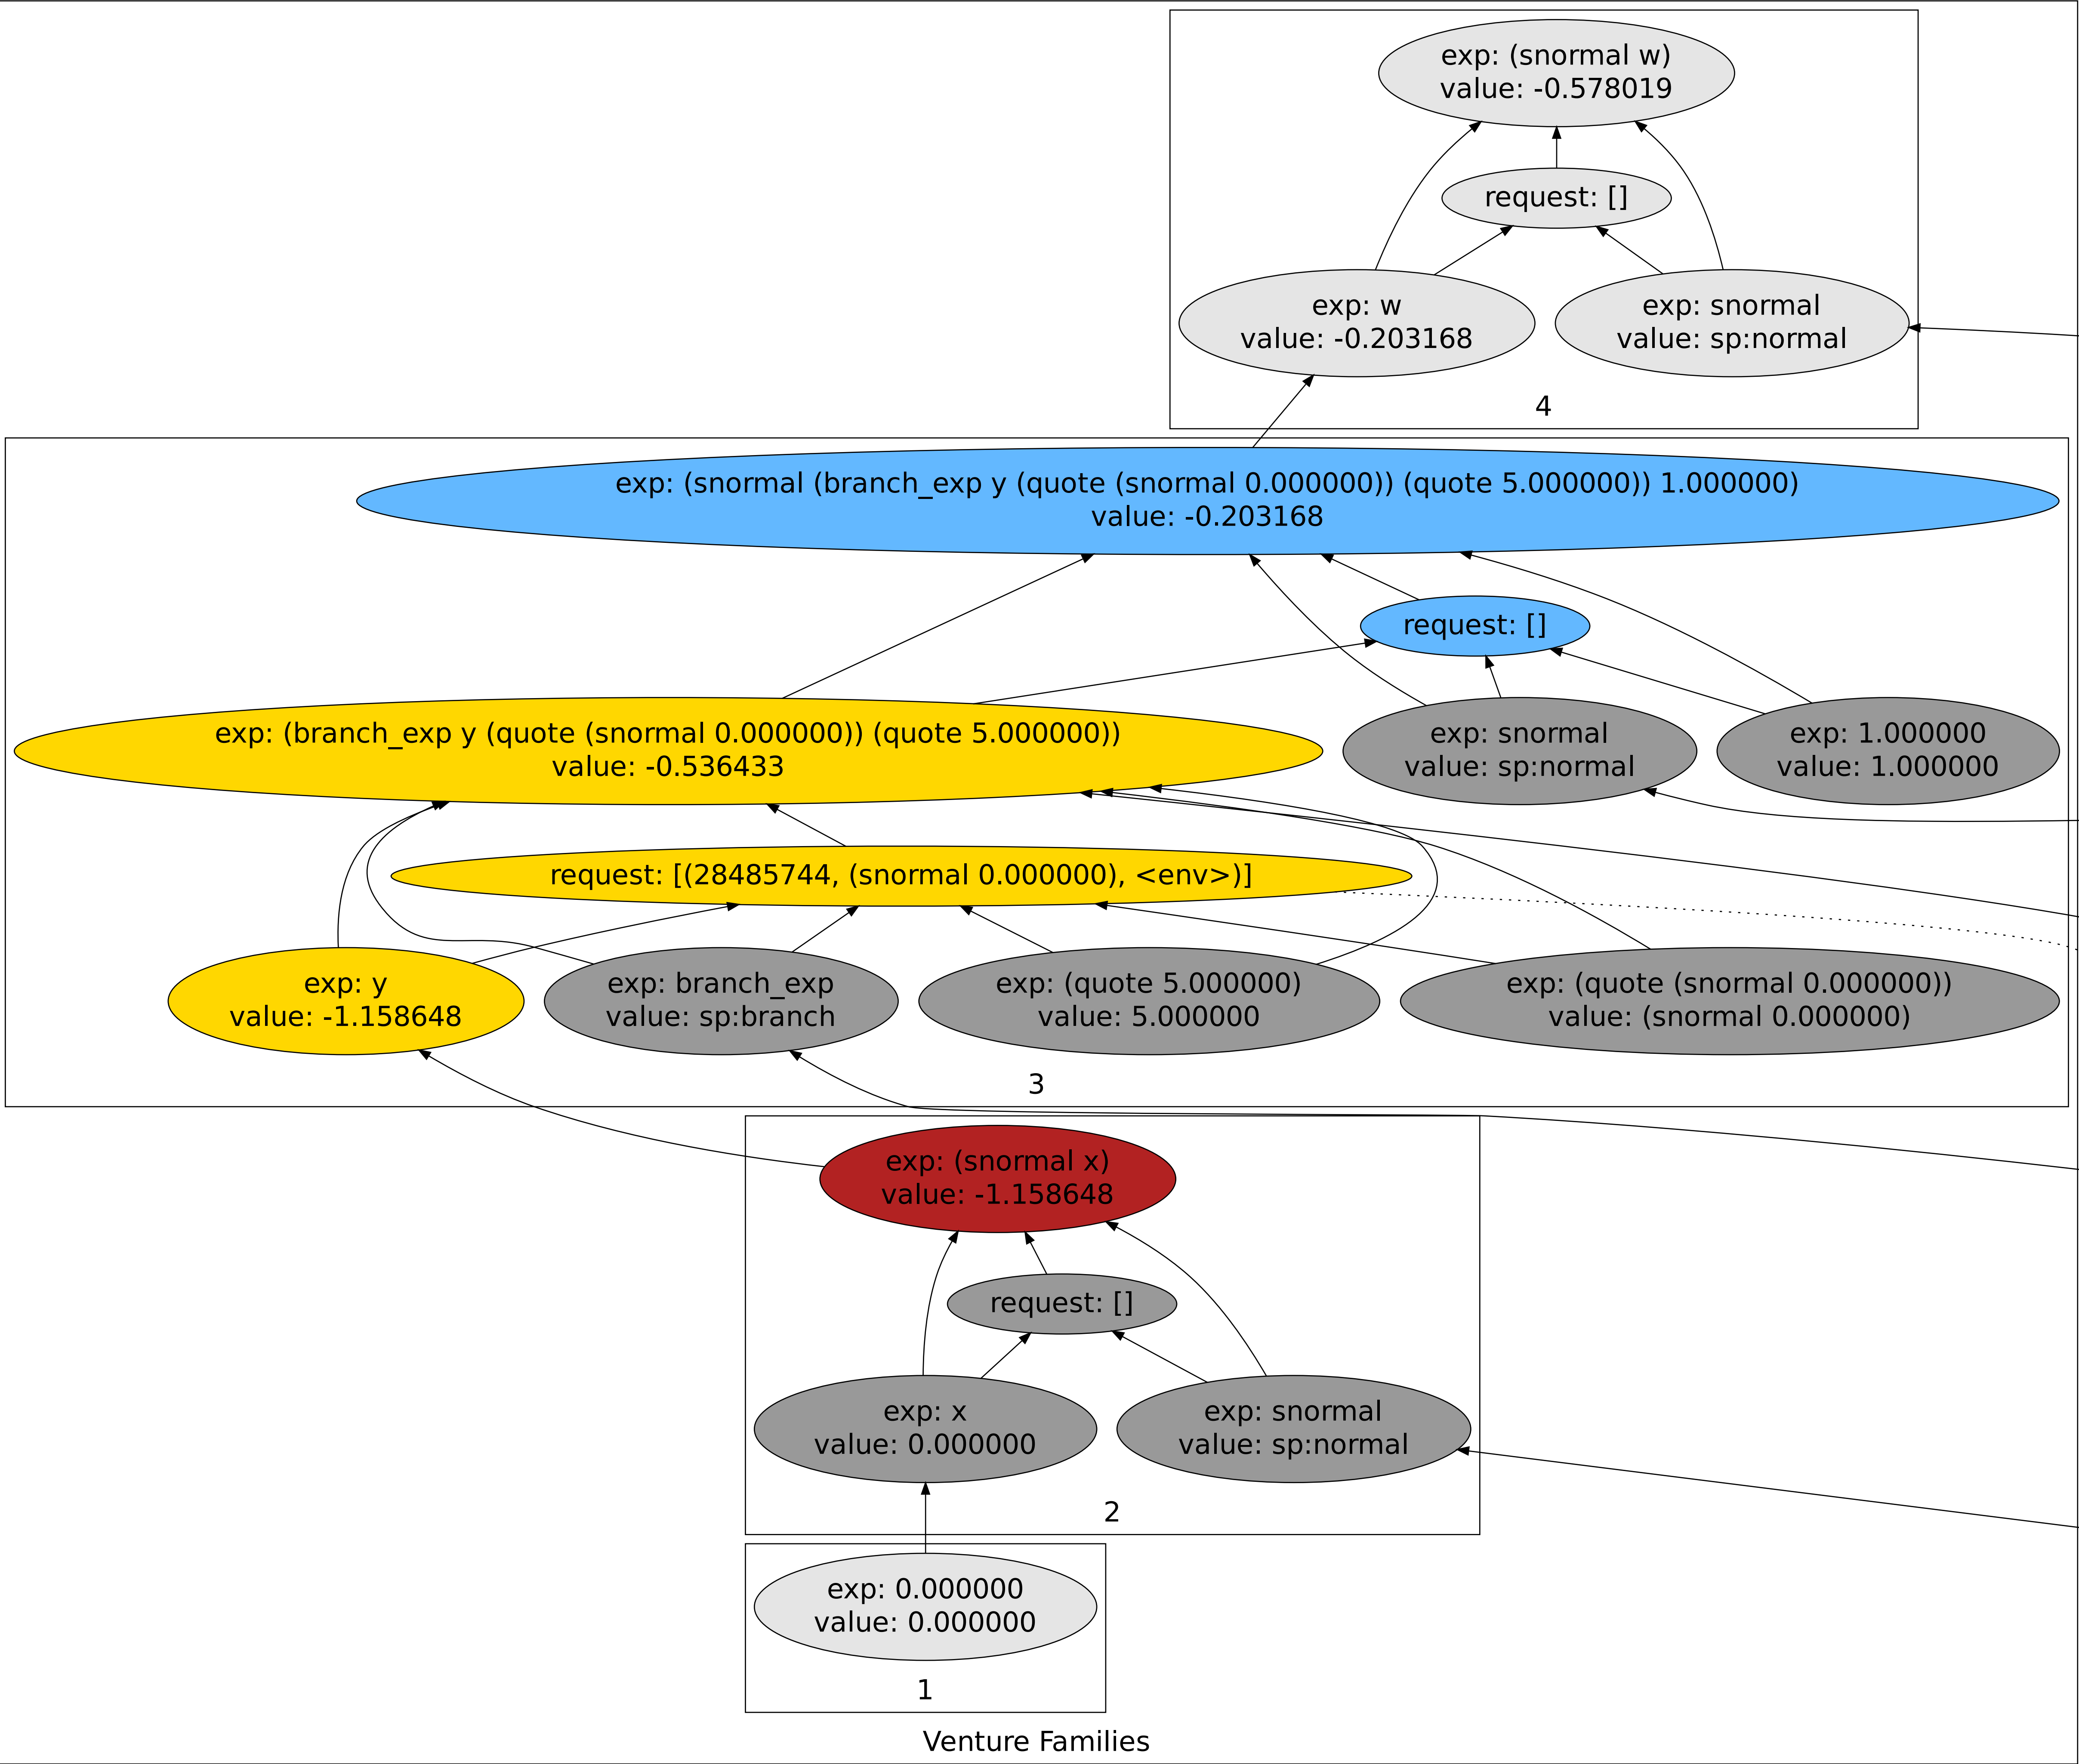 exp: (snormal w)
value: -0.578019
request: []
exp: w
value: -0.203168
exp: snormal
value: sp:normal
4
exp: (snormal (branch_exp y (quote (snormal 0.000000)) (quote 5.000000)) 1.000000)
value: -0.203168
request: []
exp: (branch_exp y (quote (snormal 0.000000)) (quote 5.000000))
value: -0.536433
exp: snormal
value: sp:normal
exp: 1.000000
value: 1.000000
request: [(28485744, (snormal 0.000000), <env>)]
exp: y
value: -1.158648
exp: branch_exp
value: sp:branch
exp: (quote 5.000000)
value: 5.000000
exp: (quote (snormal 0.000000))
value: (snormal 0.000000)
3
exp: (snormal x)
value: -1.158648
request: []
exp: x
value: 0.000000
exp: snormal
value: sp:normal
2
exp: 0.000000
value: 0.000000
1
Venture Families